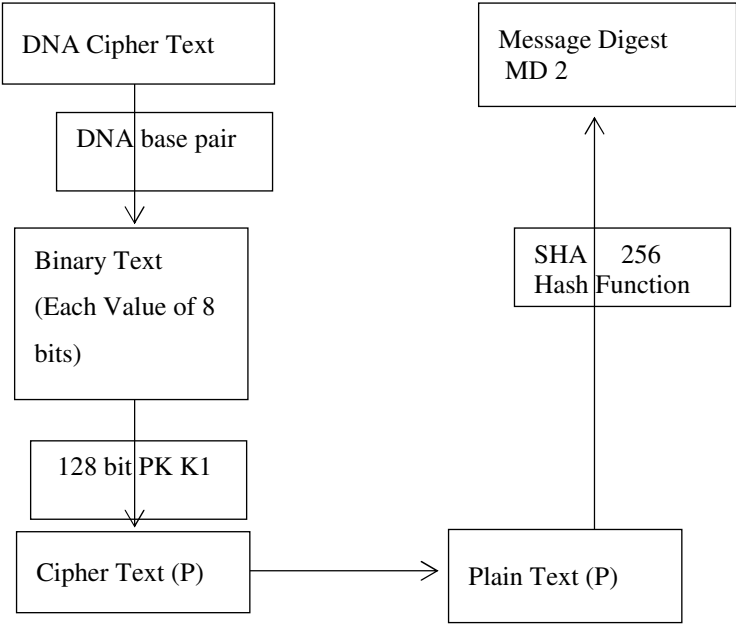 DNA Cipher Text
DNA base pair
Binary Text
(Each Value of 8
bits)
128 bit PK K1
Cipher Text (P)
Plain Text (P)
SHA 256
Hash Function
Message Digest
MD 2